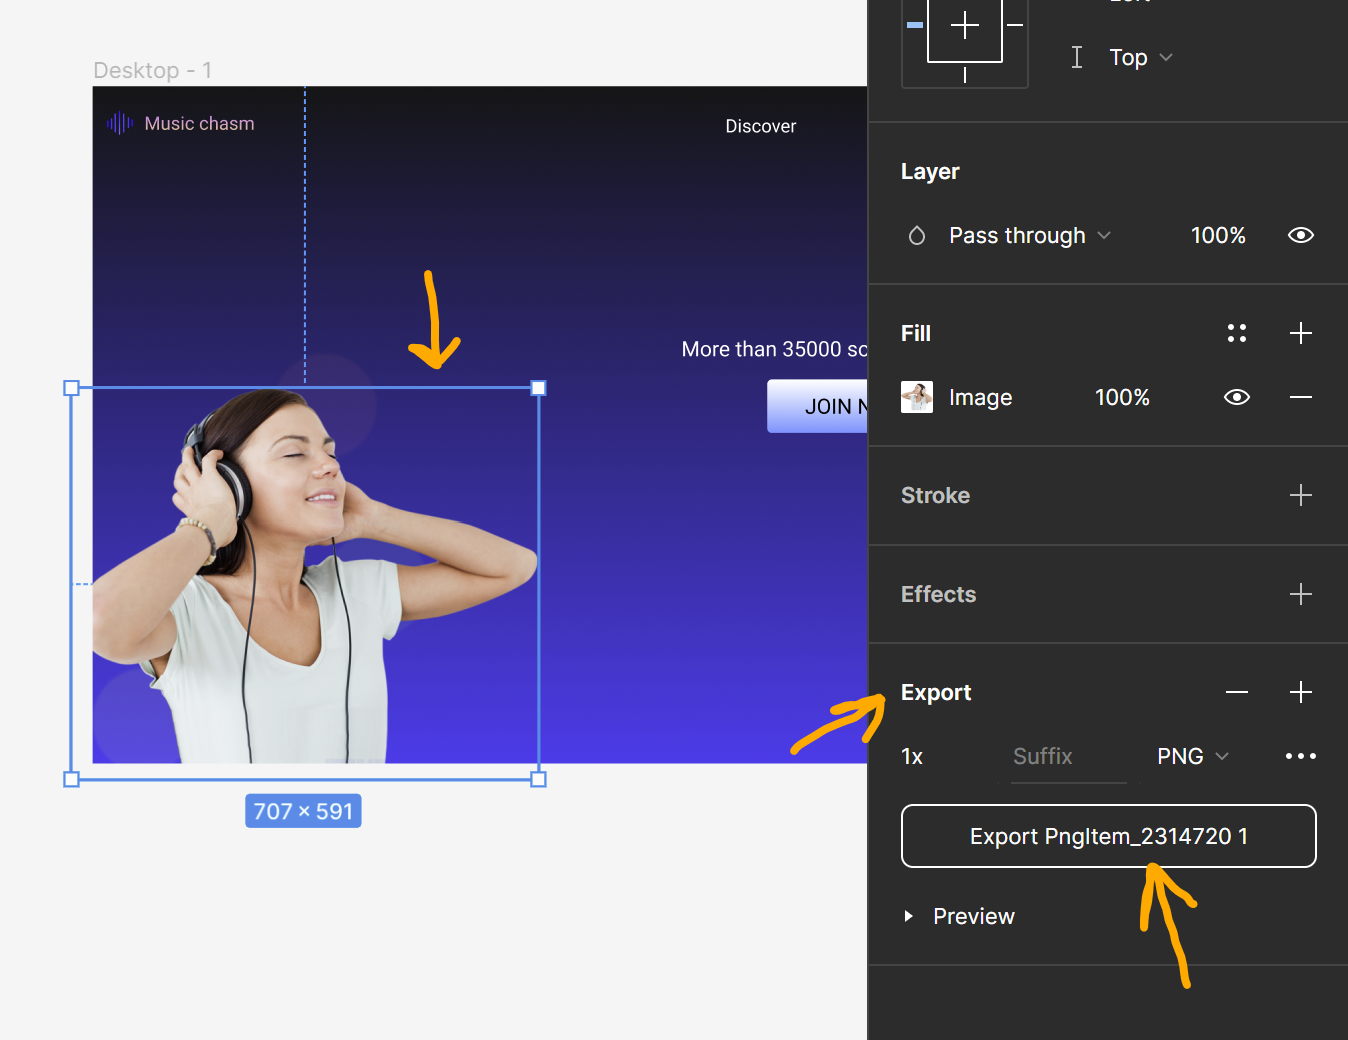 Desktop - 1
Music chasm
Discover
More than 35000 so
JOIN N
707 × 591
Top
Layer
Pass through
100%
Fill
Image
100%
Stroke
Effects
Export
1x
Suffix
PNG
Export PngItem_2314720 1
Preview